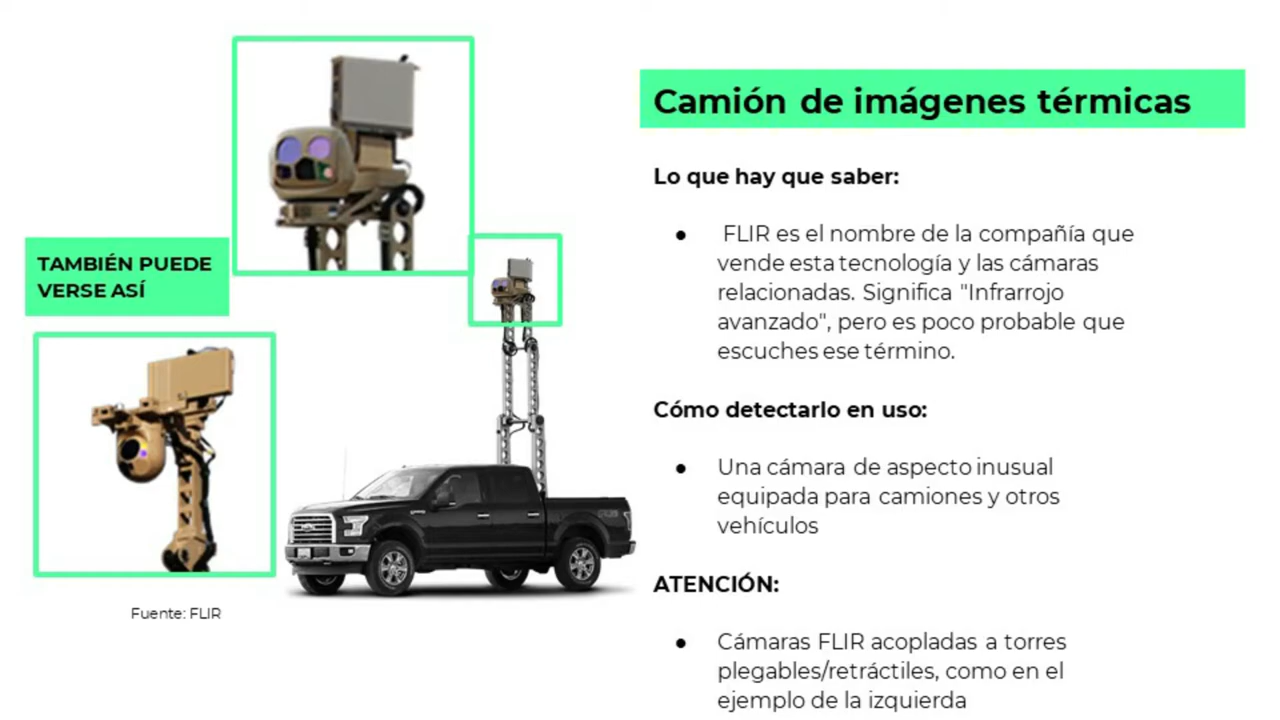 Camión de imágenes térmicas
Lo que hay que saber:
● FLIR es el nombre de la compañía que
vende esta tecnología y las cámaras
relacionadas. Significa "Infrarrojo
avanzado", pero es poco probable que
escuches ese término.
Cómo detectarlo en uso:
● Una cámara de aspecto inusual
equipada para camiones y otros
vehículos
ATENCIÓN:
● Cámaras FLIR acopladas a torres
plegables/retráctiles, como en el
ejemplo de la izquierda
TAMBIÉN PUEDE
VERSE ASÍ
Fuente: FLIR